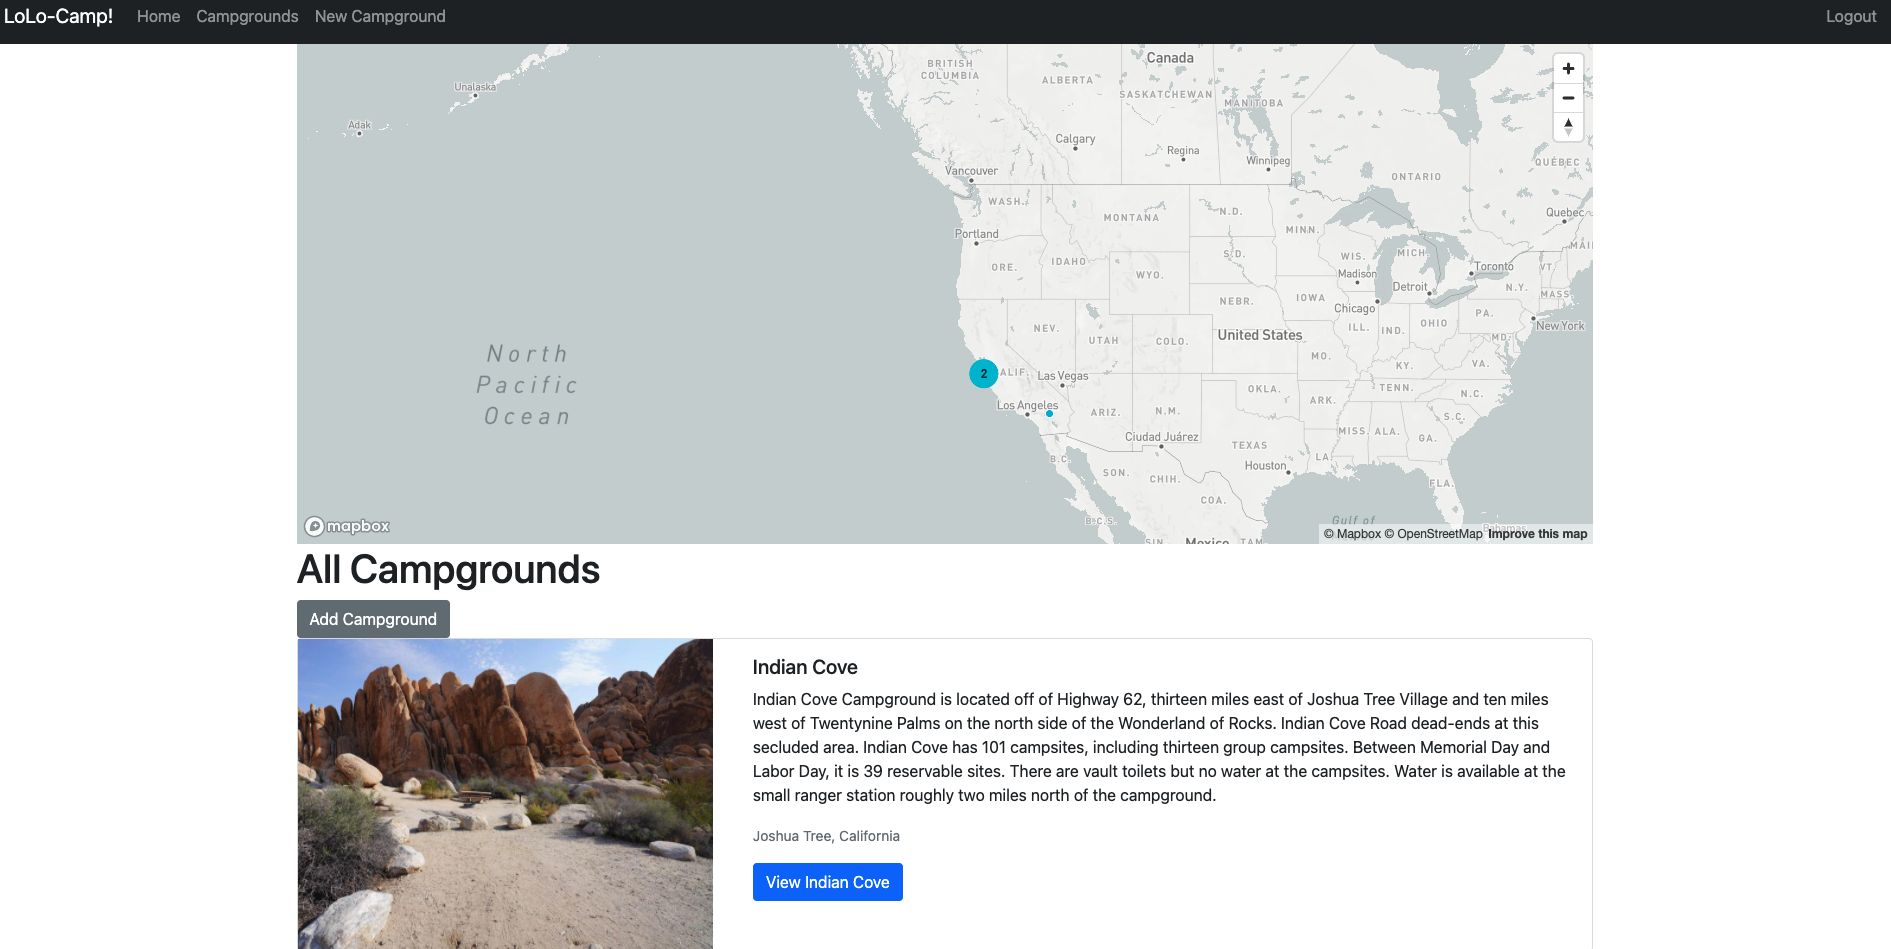 LoLo-Camp! Home Campgrounds New Campground Logout
Canada
BRITISH
COLUMBIA
ALBERTA
SASKATCHEWAN
MANITOBA
Unalaska
Adak
Calgary
Regina
Winnipeg
QUÉBEC
Vancouver
ONTARIO
WASH.
MONTANA
N.D.
Quebec
MINN.
Portland
MAI
ORE.
IDAHO
WYO.
S.D.
WIS.
MICH.
Toronto
VT.
Madison
Detroit
N.Y.
MASS
NEBR.
IOWA
Chicago
PA.
NEV.
UTAH
COLO.
United States
ILL.
IND.
OHIO
New York
MD.
North
Pacific
Ocean
MO.
KY.
VA.
2
ALIF.
Las Vegas
OKLA.
TENN.
N.C.
ARK.
Los Angeles
ARIZ.
N.M.
S.C.
MISS.
ALA.
GA.
Ciudad Juárez
TEXAS
LA.
B.C.
SON.
CHIH.
Houston
FLA.
COA.
B.C.S.
Gulf of
Bahamas
SIN.
Mexico
TAM.
mapbox
© Mapbox © OpenStreetMap Improve this map
All Campgrounds
Add Campground
Indian Cove
Indian Cove Campground is located off of Highway 62, thirteen miles east of Joshua Tree Village and ten miles
west of Twentynine Palms on the north side of the Wonderland of Rocks. Indian Cove Road dead-ends at this
secluded area. Indian Cove has 101 campsites, including thirteen group campsites. Between Memorial Day and
Labor Day, it is 39 reservable sites. There are vault toilets but no water at the campsites. Water is available at the
small ranger station roughly two miles north of the campground.
Joshua Tree, California
View Indian Cove